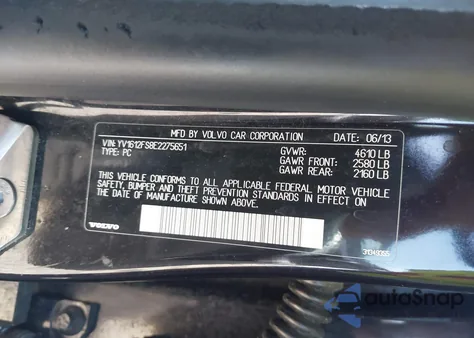 MFD BY VOLVO CAR CORPORATION DATE: 06/13
VIN: YV1612FS8E2275651 GVWR: 4610 LB
TYPE: PC GAWR FRONT: 2580 LB
GAWR REAR: 2160 LB
THIS VEHICLE CONFORMS TO ALL APPLICABLE FEDERAL MOTOR VEHICLE
SAFETY, BUMPER AND THEFT PREVENTION STANDARDS IN EFFECT ON
THE DATE OF MANUFACTURE SHOWN ABOVE.
VOLVO
autoSnap